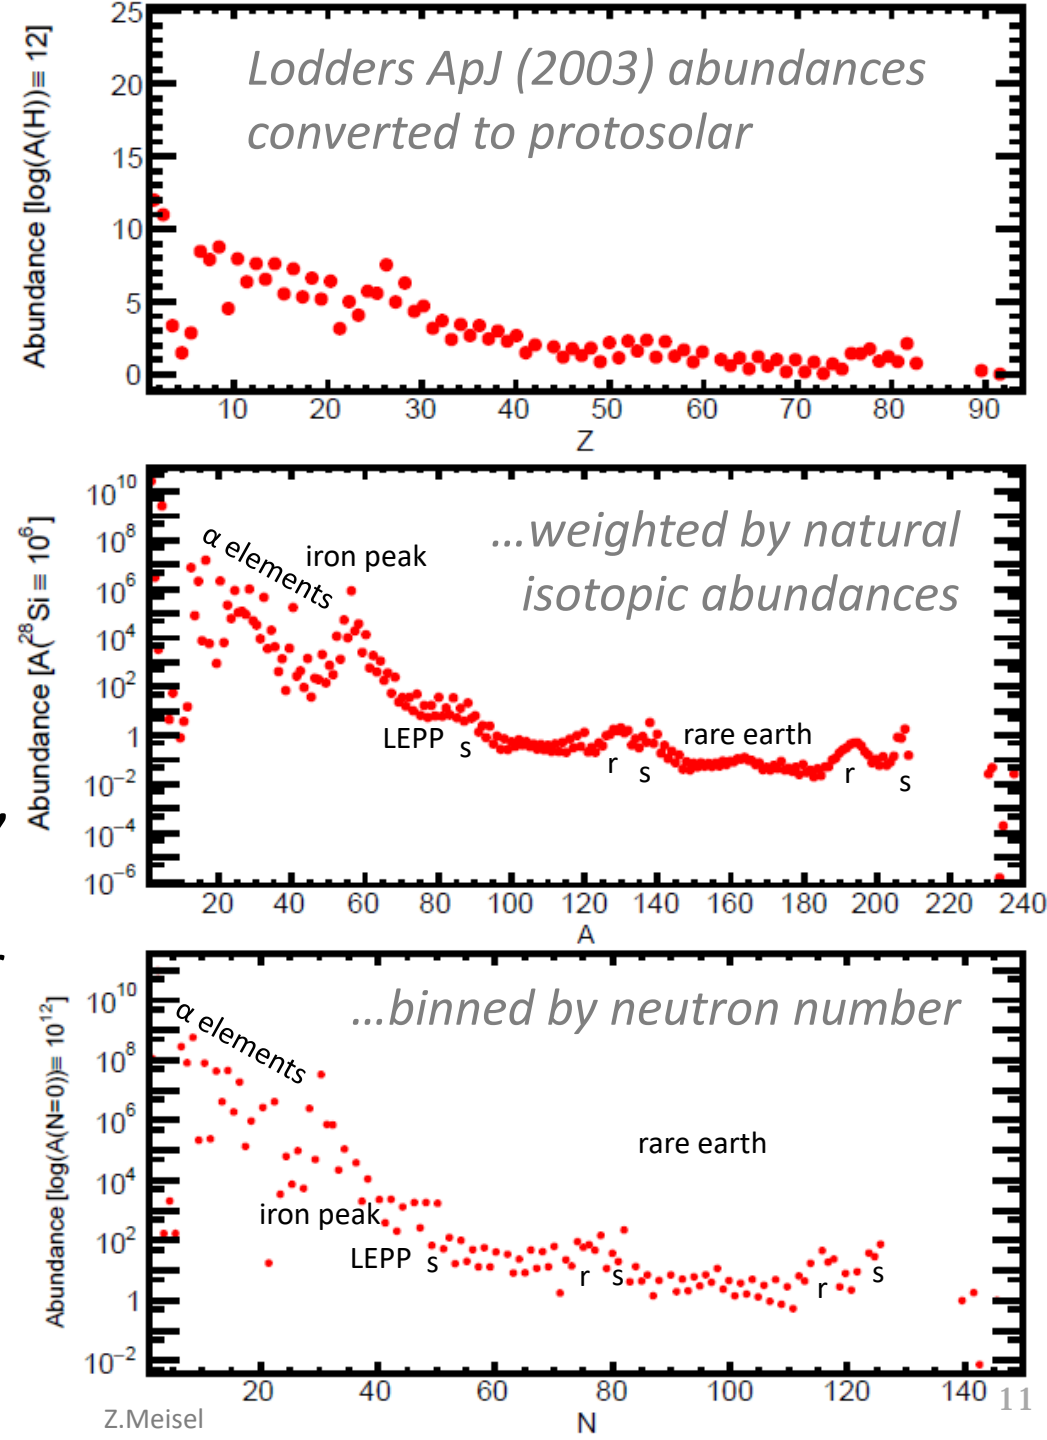 Lodders ApJ (2003) abundances
converted to protosolar
Abundance [log(A(H))≡ 12]
25
20
15
10
5
0
10 20 30 40 50 60 70 80 90
Z
...weighted by natural
isotopic abundances
α elements
iron peak
LEPP
s
r
s
rare earth
r
s
Abundance [A(²⁸Si ≡ 10⁶]
10¹⁰
10⁸
10⁶
10⁴
10²
1
10⁻²
10⁻⁴
10⁻⁶
20 40 60 80 100 120 140 160 180 200 220 240
A
...binned by neutron number
α elements
rare earth
iron peak
LEPP
s
r
s
r
s
Abundance [log(A(N=0))≡ 10¹²]
10¹⁰
10⁸
10⁶
10⁴
10²
1
10⁻²
20 40 60 80 100 120 140
N
Z.Meisel
11